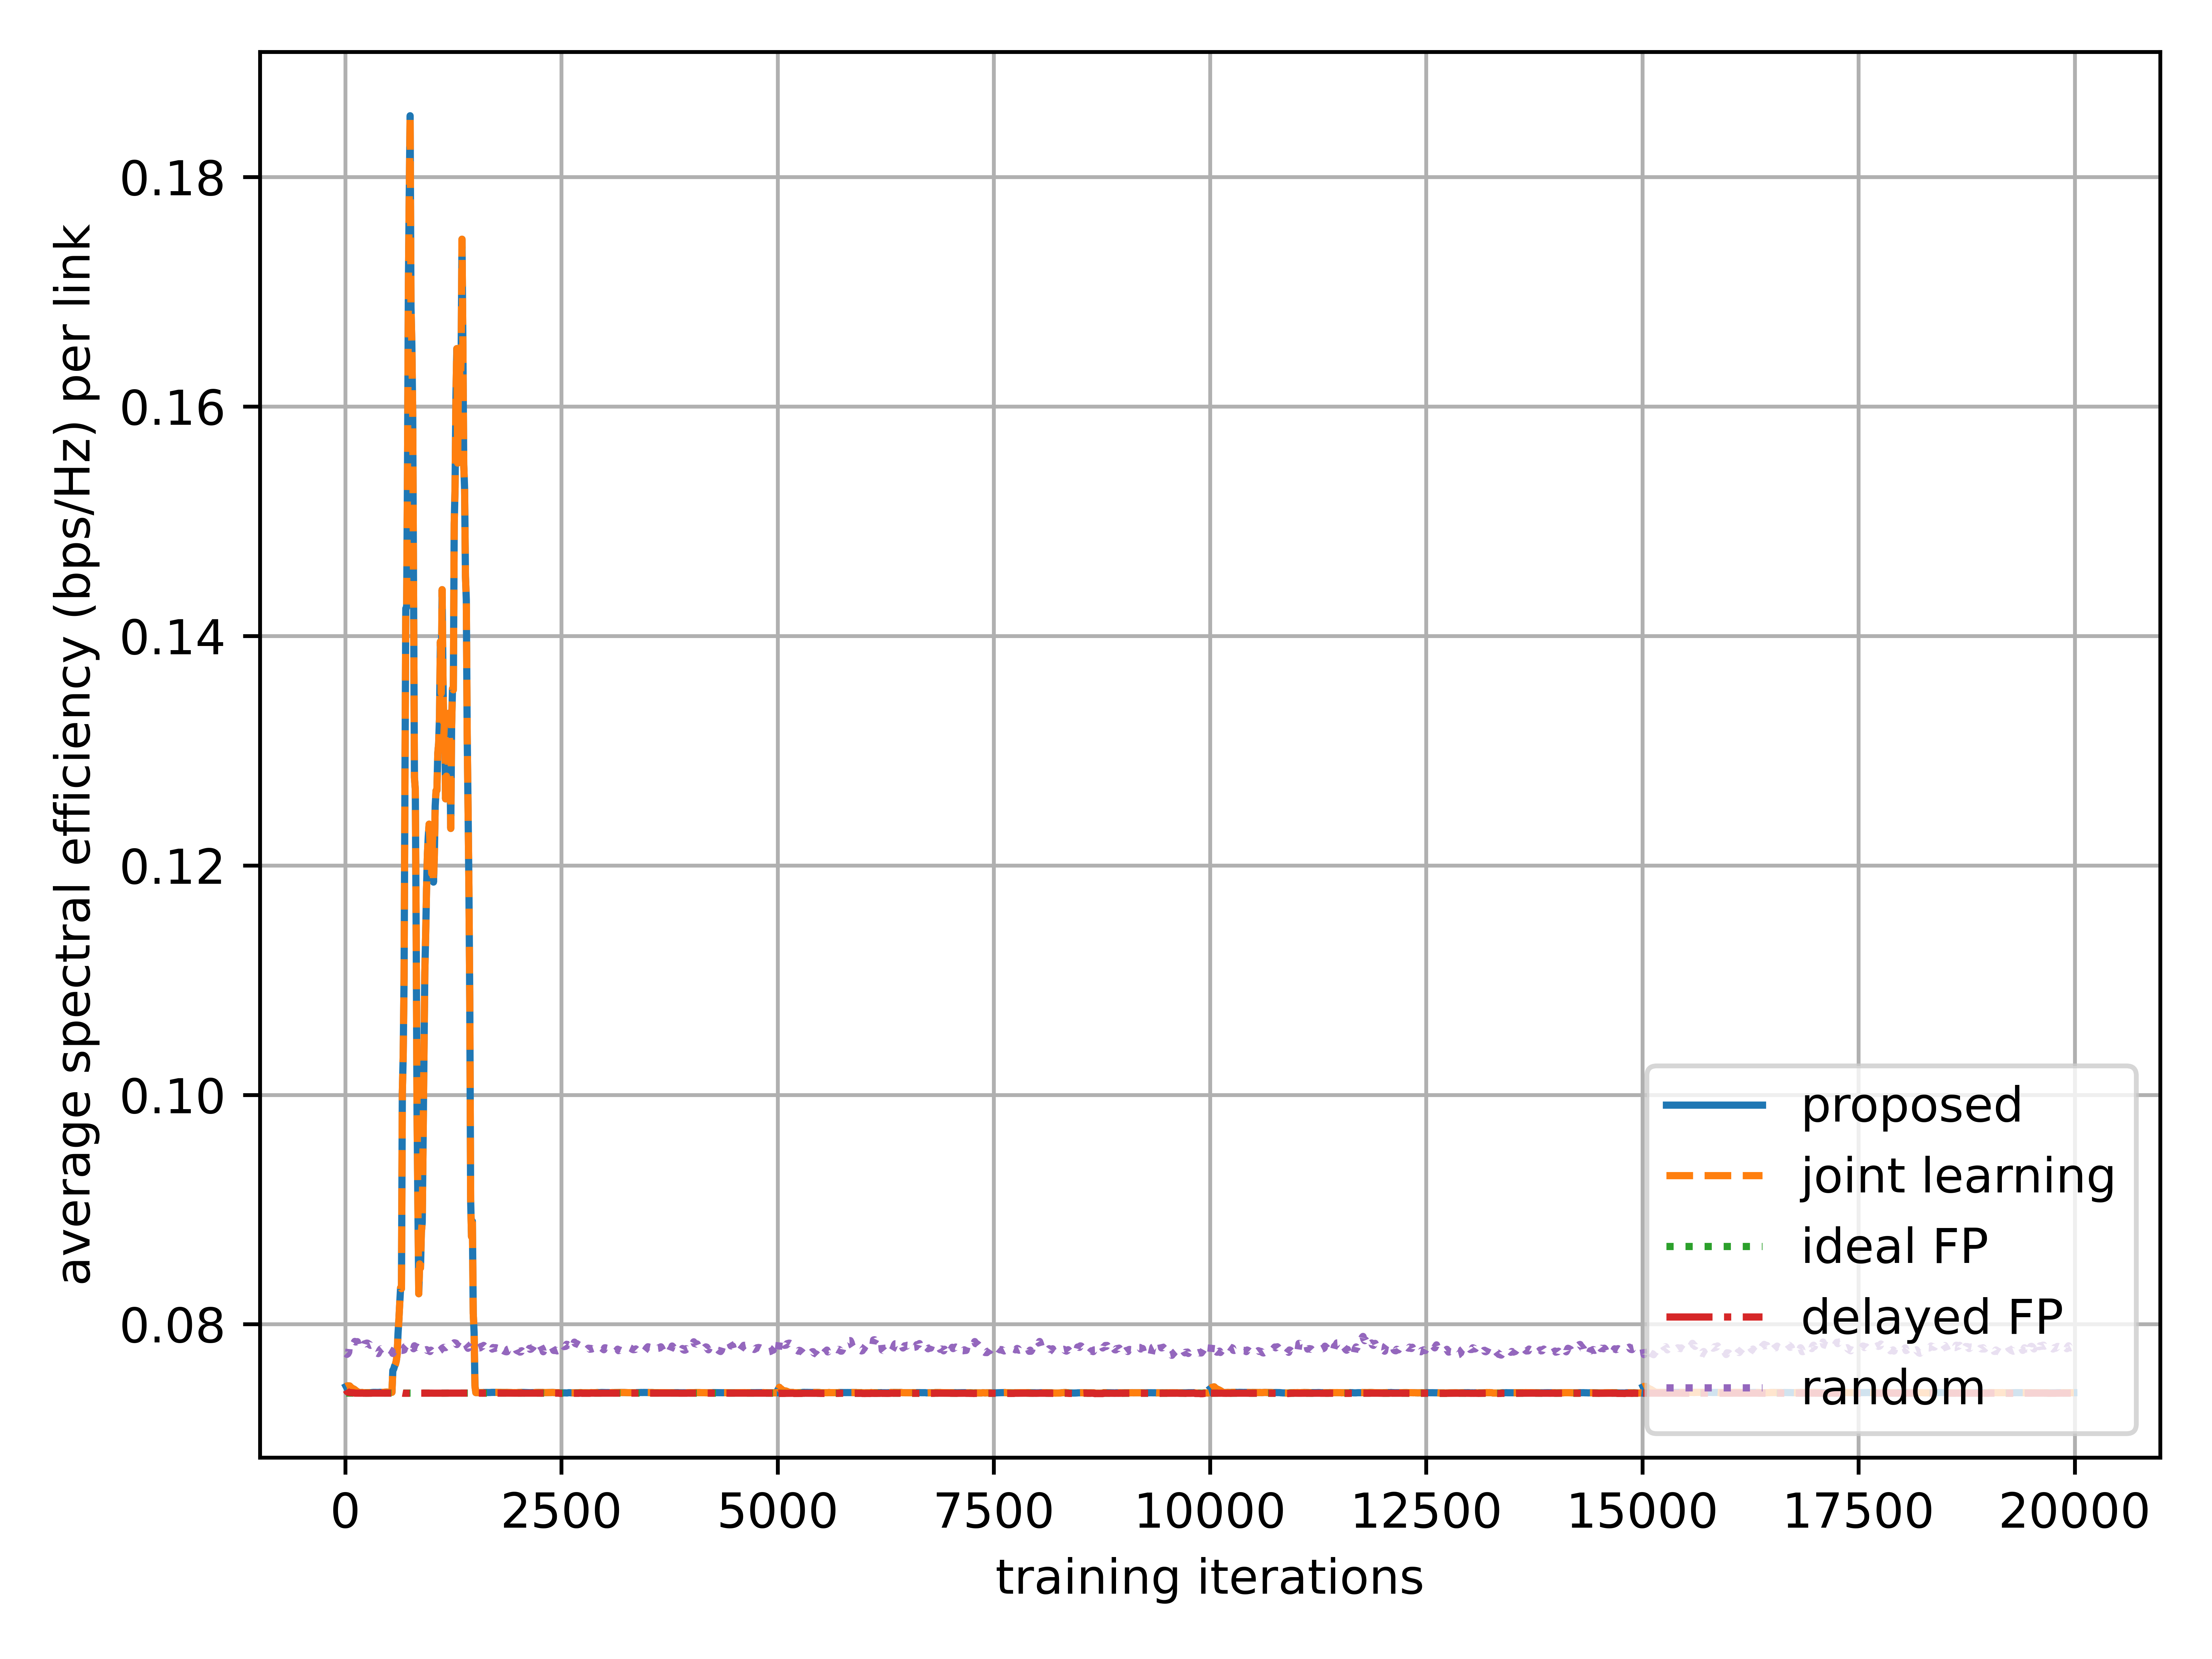 average spectral efficiency (bps/Hz) per link
0.18
0.16
0.14
0.12
0.10
0.08
0 2500 5000 7500 10000 12500 15000 17500 20000
training iterations
proposed
joint learning
ideal FP
delayed FP
random